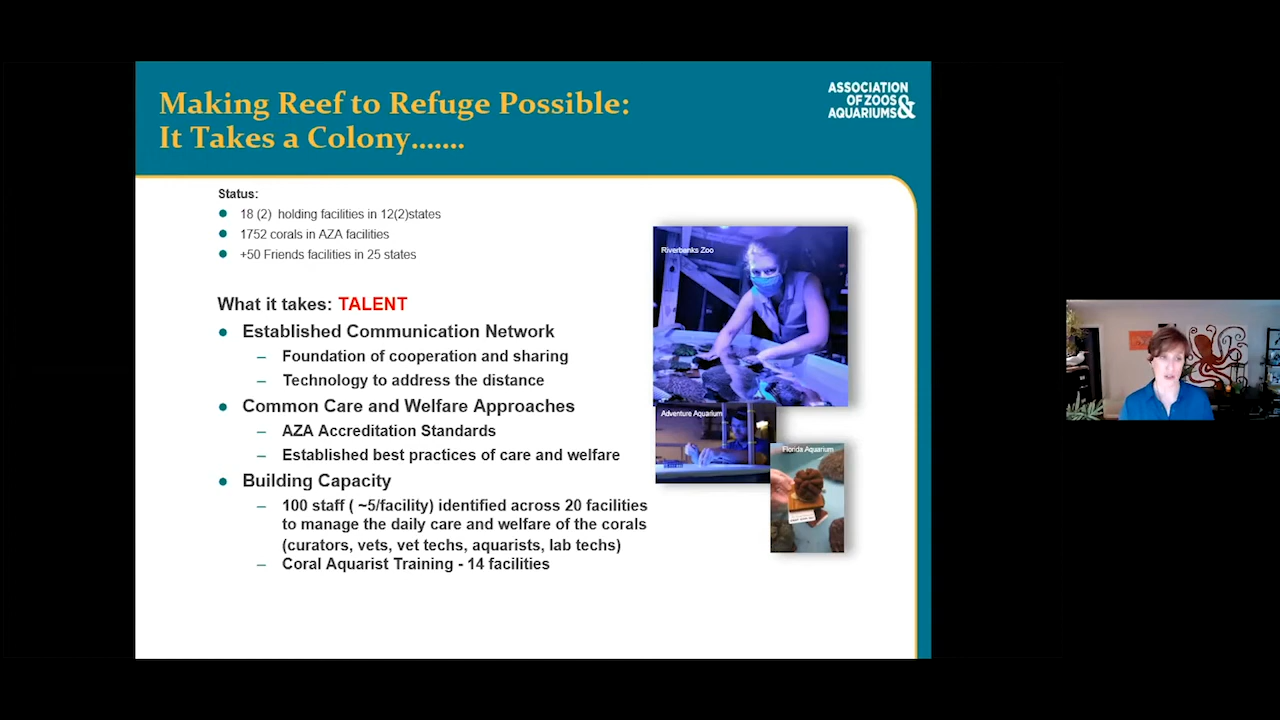 Making Reef to Refuge Possible:
It Takes a Colony.......
ASSOCIATION
OF ZOOS
& AQUARIUMS
Status:
18 (2) holding facilities in 12(2)states
1752 corals in AZA facilities
+50 Friends facilities in 25 states
What it takes: TALENT
Established Communication Network
– Foundation of cooperation and sharing
– Technology to address the distance
Common Care and Welfare Approaches
– AZA Accreditation Standards
– Established best practices of care and welfare
Building Capacity
– 100 staff ( ~5/facility) identified across 20 facilities
to manage the daily care and welfare of the corals
(curators, vets, vet techs, aquarists, lab techs)
– Coral Aquarist Training - 14 facilities
Riverbanks Zoo
Adventure Aquarium
Florida Aquarium